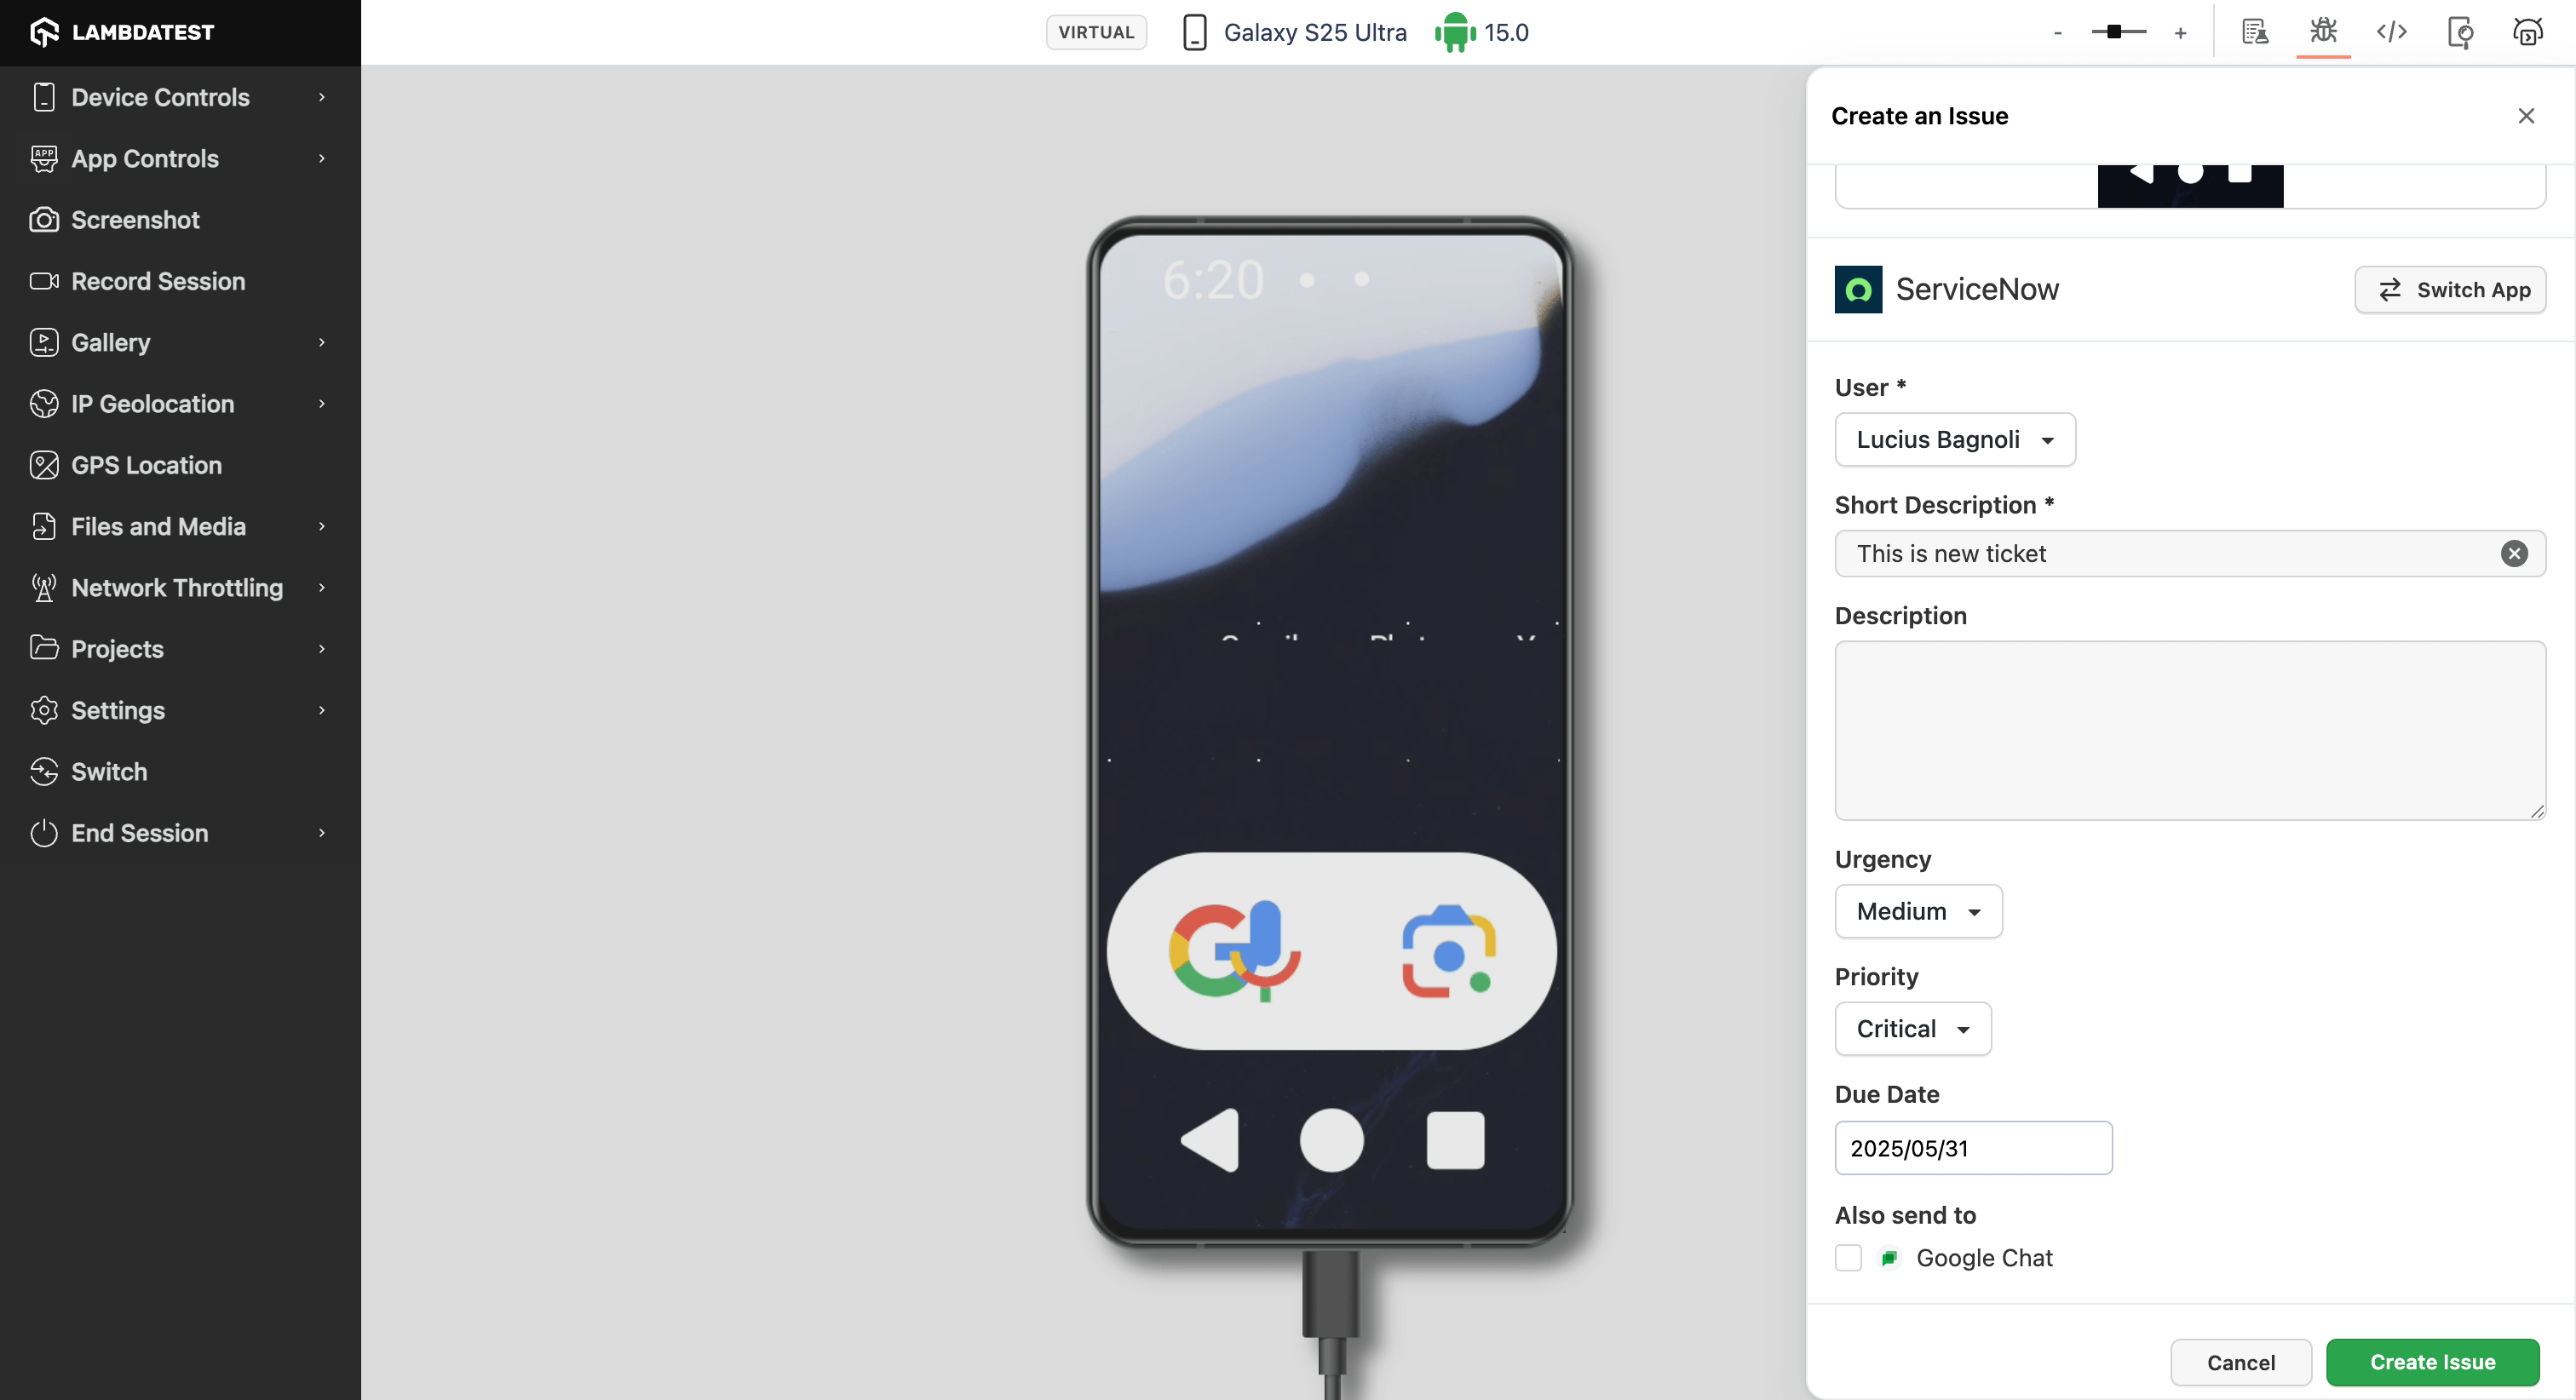 LAMBDATEST
Device Controls
App Controls
Screenshot
Record Session
Gallery
IP Geolocation
GPS Location
Files and Media
Network Throttling
Projects
Settings
Switch
End Session
VIRTUAL
Galaxy S25 Ultra
15.0
- +
6:20
Create an Issue
ServiceNow
Switch App
User *
Lucius Bagnoli
Short Description *
This is new ticket
Description
Urgency
Medium
Priority
Critical
Due Date
2025/05/31
Also send to
Google Chat
Cancel
Create Issue